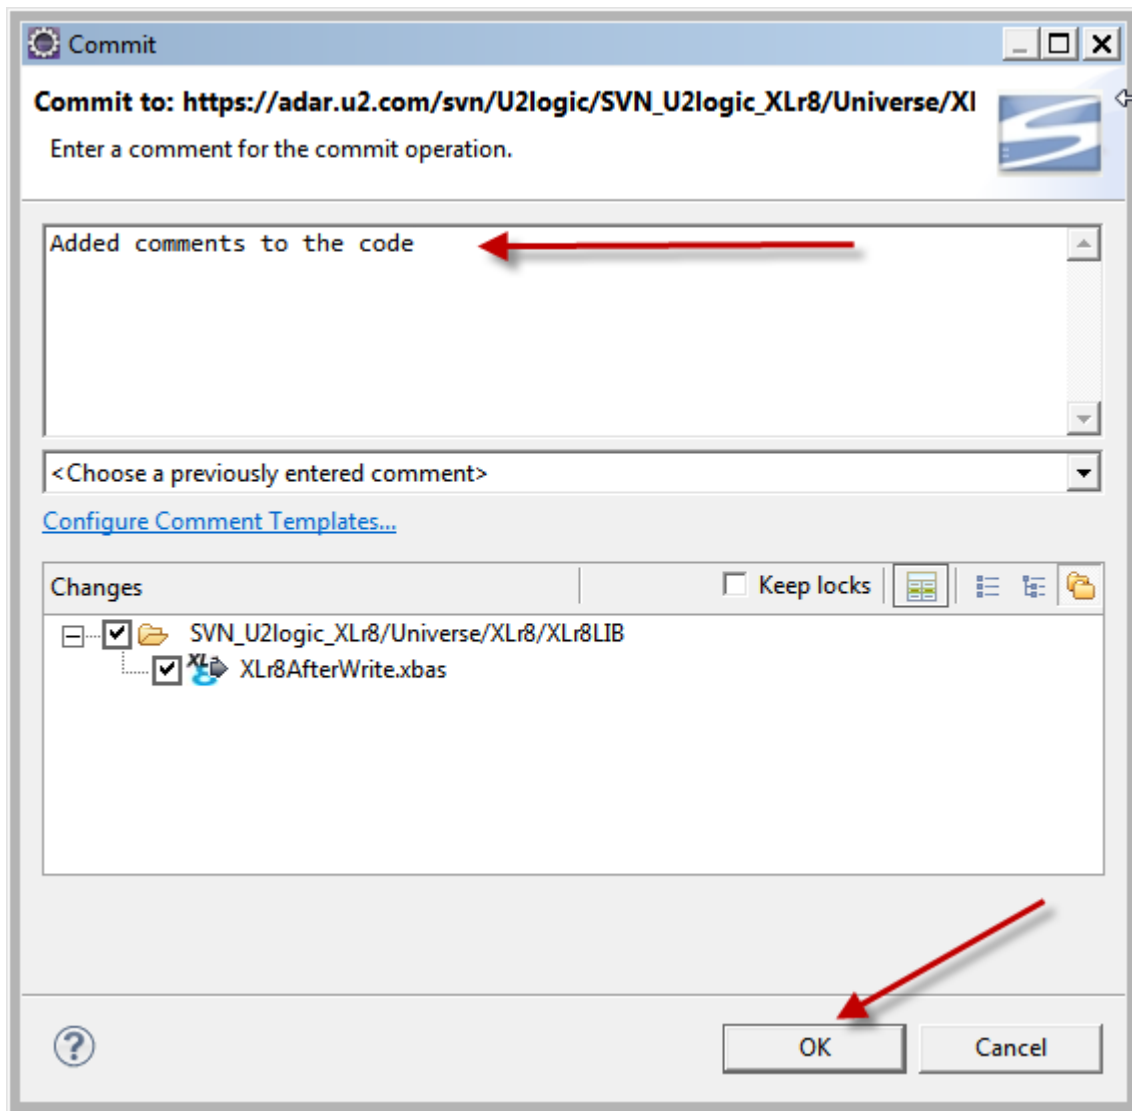 Commit
Commit to: https://adar.u2.com/svn/U2logic/SVN_U2logic_XLr8/Universe/Xl
Enter a comment for the commit operation.
Added comments to the code
<Choose a previously entered comment>
Configure Comment Templates...
Changes
Keep locks
SVN_U2logic_XLr8/Universe/XLr8/XLr8LIB
XLr8AfterWrite.xbas
OK
Cancel